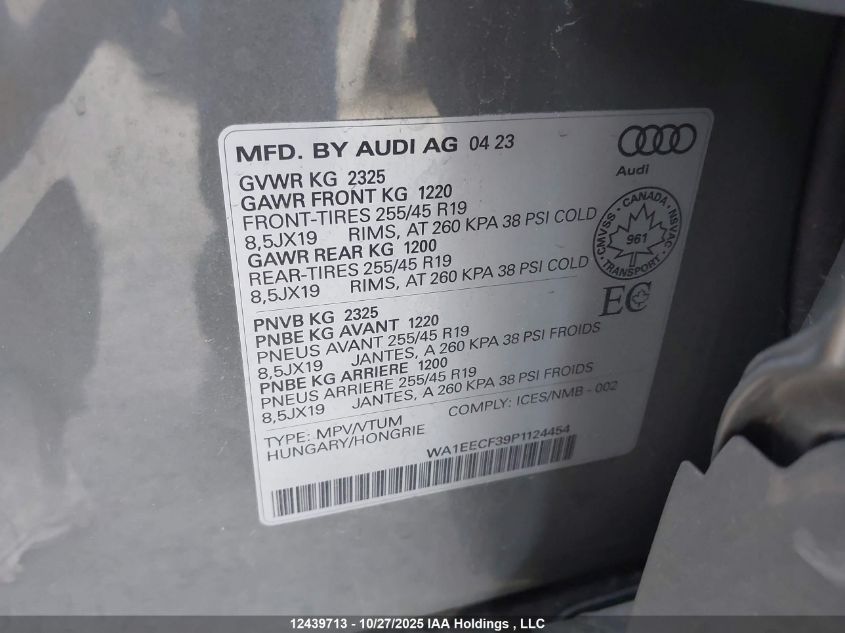 MFD. BY AUDI AG 04 23
Audi
GVWR KG 2325
GAWR FRONT KG 1220
FRONT-TIRES 255/45 R19
8,5JX19 RIMS, AT 260 KPA 38 PSI COLD
GAWR REAR KG 1200
REAR-TIRES 255/45 R19
8,5JX19 RIMS, AT 260 KPA 38 PSI COLD
CANADA NSVAC TRANSPORT CMVSS
961
EC
PNVB KG 2325
PNBE KG AVANT 1220
PNEUS AVANT 255/45 R19
8,5JX19 JANTES, A 260 KPA 38 PSI FROIDS
PNBE KG ARRIERE 1200
PNEUS ARRIERE 255/45 R19
8,5JX19 JANTES, A 260 KPA 38 PSI FROIDS
TYPE: MPV/VTUM COMPLY: ICES/NMB - 002
HUNGARY/HONGRIE
WA1EECF39P1124454
12439713 - 10/27/2025 IAA Holdings , LLC